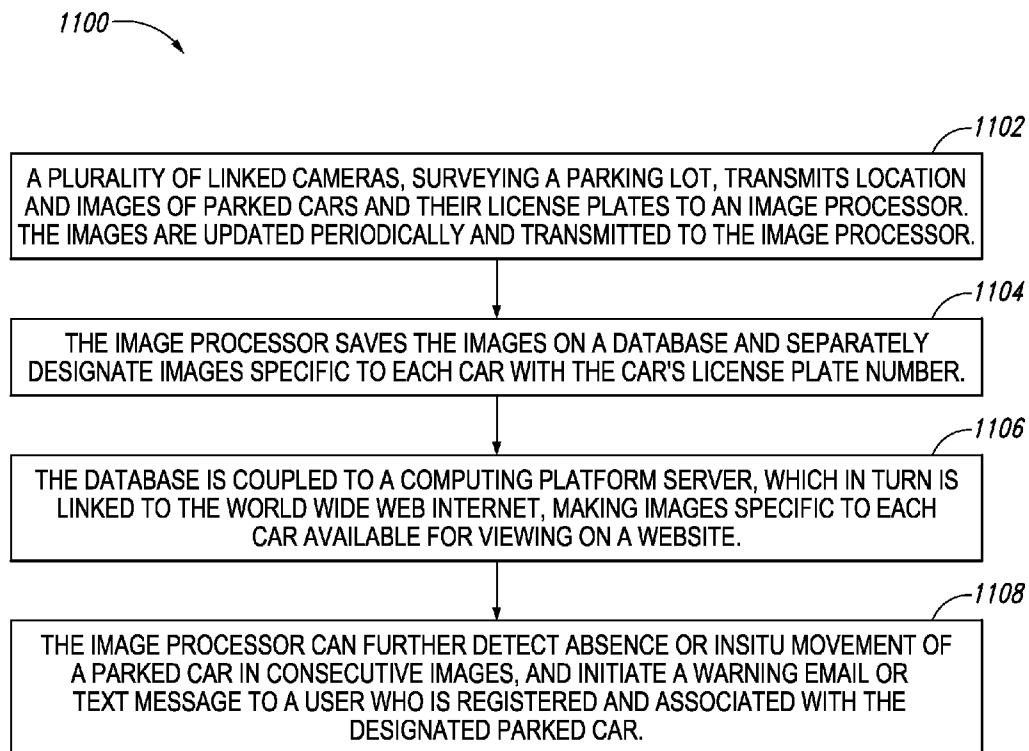 1100
1102
A PLURALITY OF LINKED CAMERAS, SURVEYING A PARKING LOT, TRANSMITS LOCATION
AND IMAGES OF PARKED CARS AND THEIR LICENSE PLATES TO AN IMAGE PROCESSOR.
THE IMAGES ARE UPDATED PERIODICALLY AND TRANSMITTED TO THE IMAGE PROCESSOR.
1104
THE IMAGE PROCESSOR SAVES THE IMAGES ON A DATABASE AND SEPARATELY
DESIGNATE IMAGES SPECIFIC TO EACH CAR WITH THE CAR'S LICENSE PLATE NUMBER.
1106
THE DATABASE IS COUPLED TO A COMPUTING PLATFORM SERVER, WHICH IN TURN IS
LINKED TO THE WORLD WIDE WEB INTERNET, MAKING IMAGES SPECIFIC TO EACH
CAR AVAILABLE FOR VIEWING ON A WEBSITE.
1108
THE IMAGE PROCESSOR CAN FURTHER DETECT ABSENCE OR INSITU MOVEMENT OF
A PARKED CAR IN CONSECUTIVE IMAGES, AND INITIATE A WARNING EMAIL OR
TEXT MESSAGE TO A USER WHO IS REGISTERED AND ASSOCIATED WITH THE
DESIGNATED PARKED CAR.